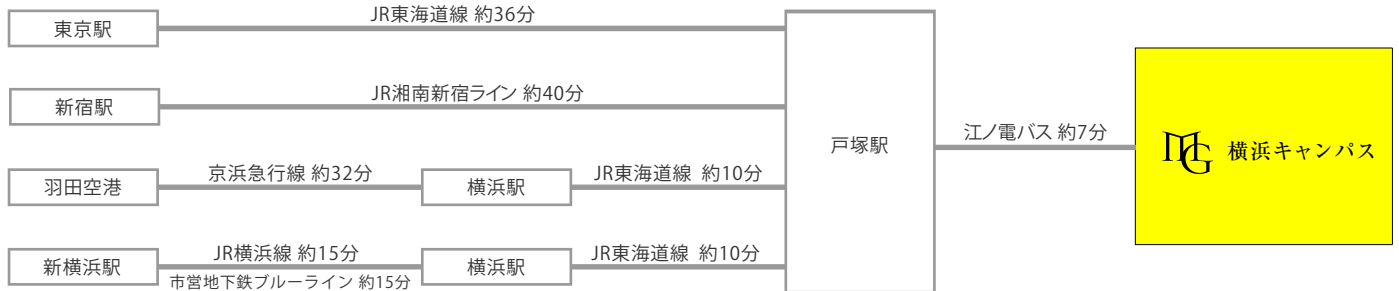 JR東海道線 約36分
東京駅
JR湘南新宿ライン 約40分
新宿駅
京浜急行線 約32分
JR東海道線 約10分
羽田空港
横浜駅
JR横浜線 約15分
JR東海道線 約10分
新横浜駅
横浜駅
市営地下鉄ブルーライン 約15分
戸塚駅
江ノ電バス 約7分
MG 横浜キャンパス